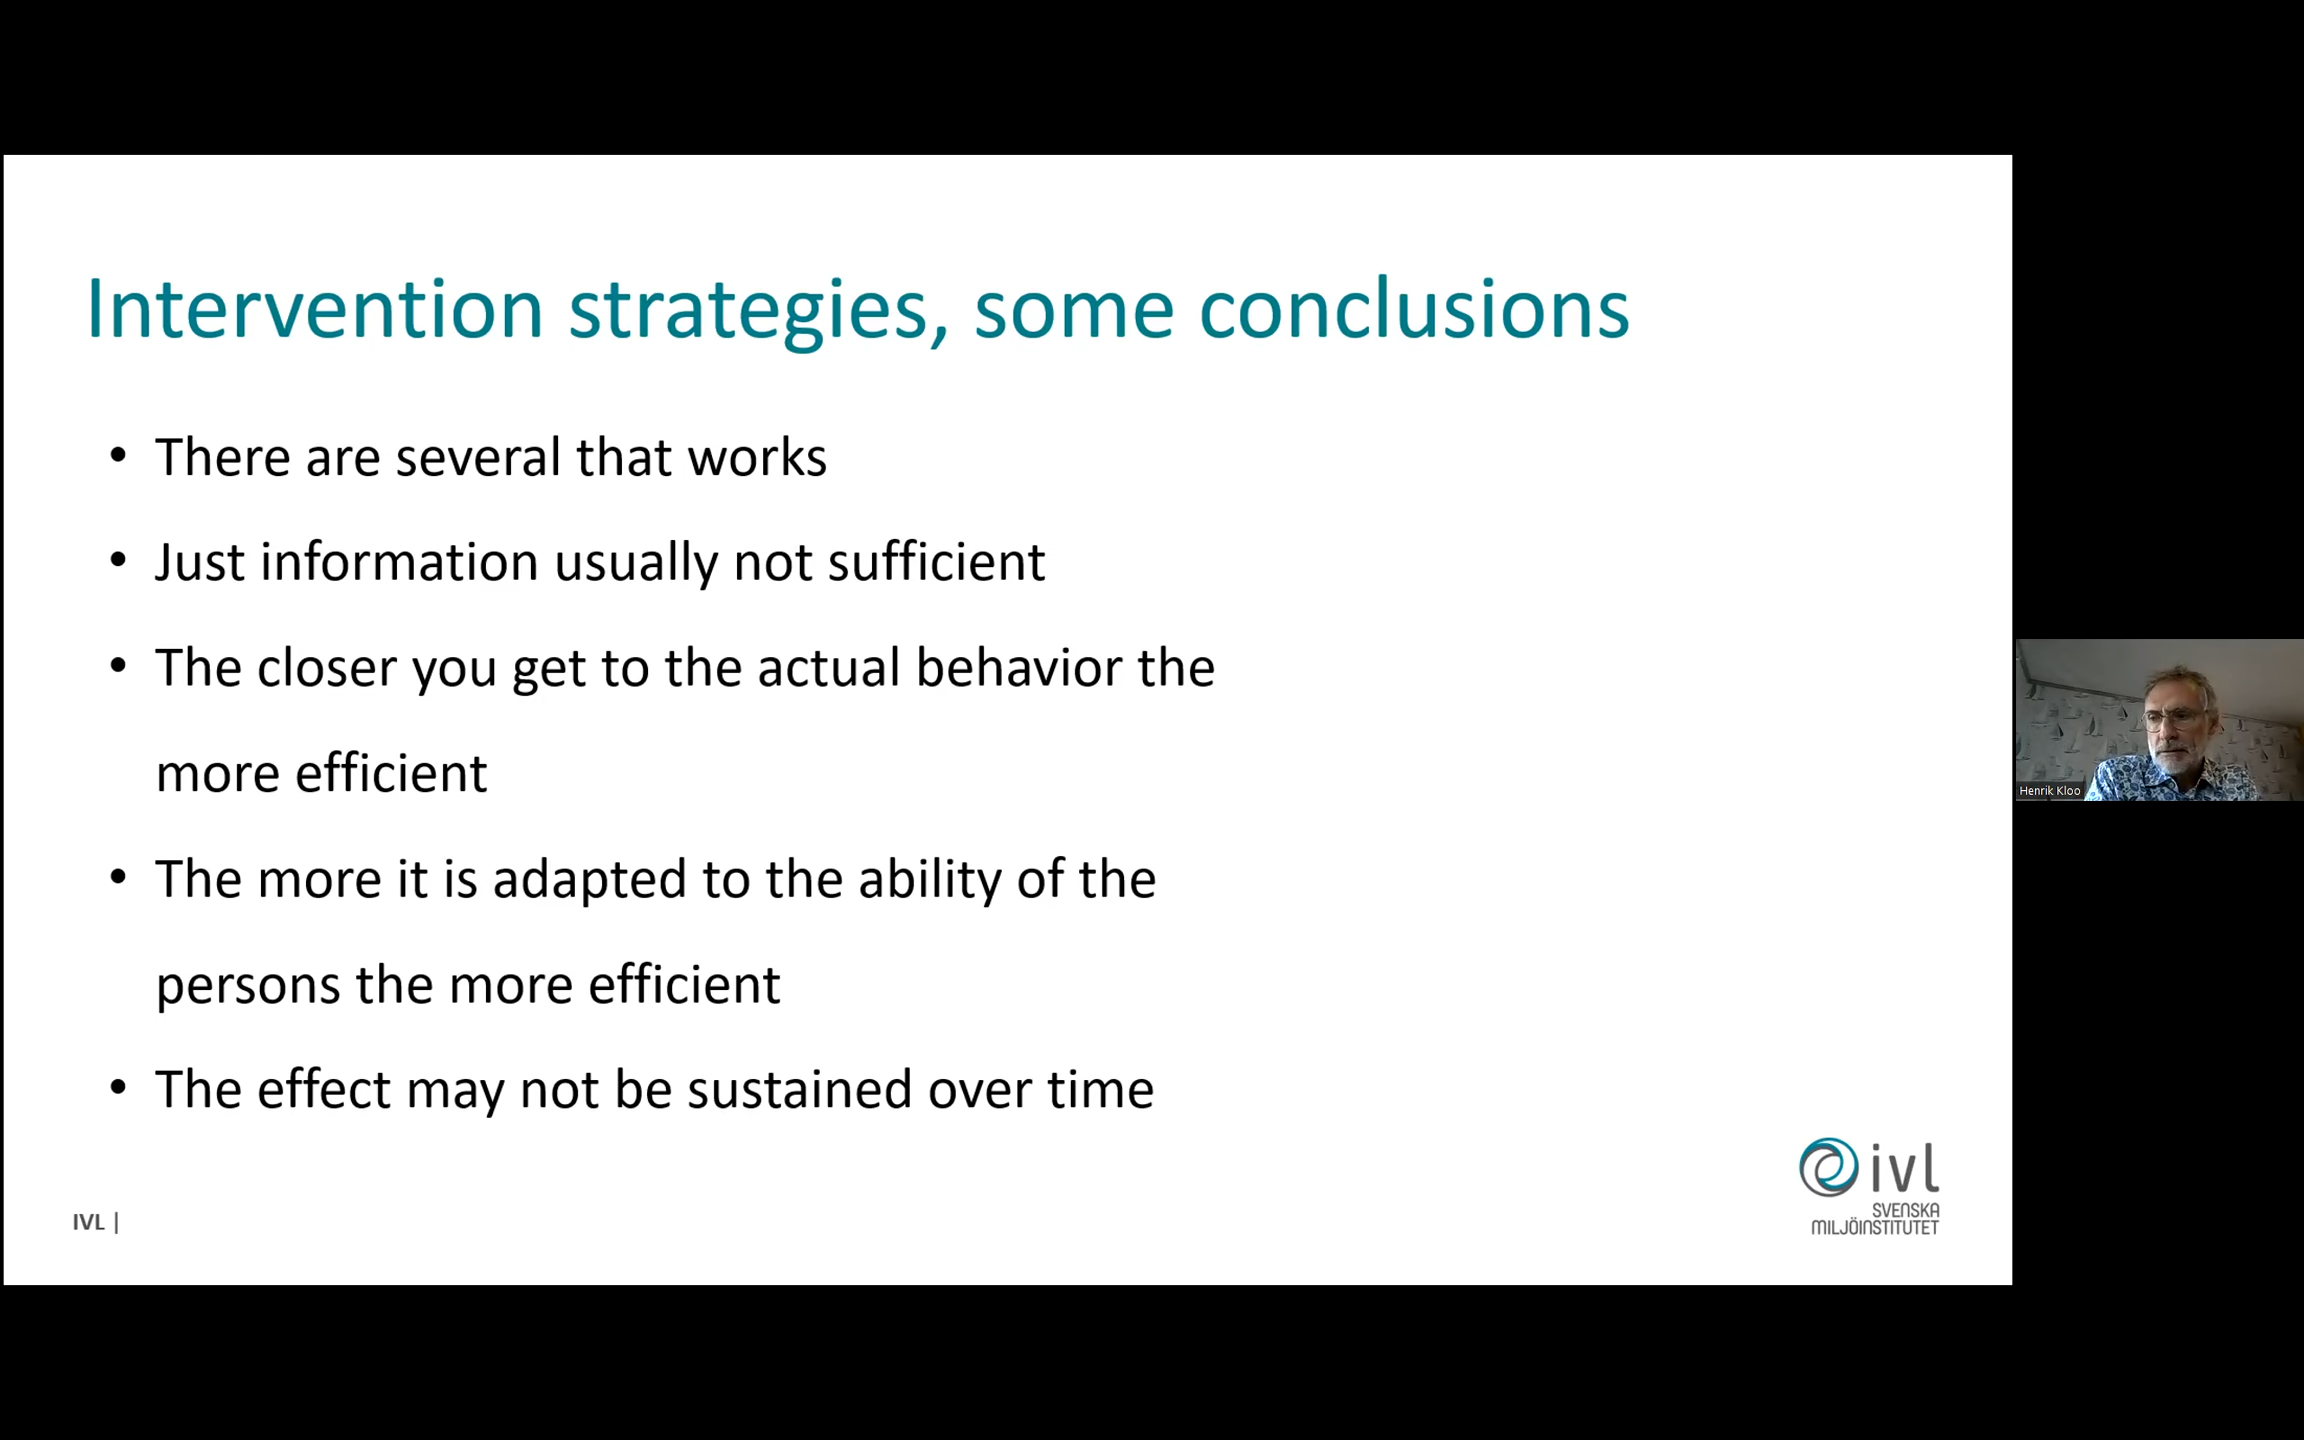 Intervention strategies, some conclusions
• There are several that works
• Just information usually not sufficient
• The closer you get to the actual behavior the
more efficient
• The more it is adapted to the ability of the
persons the more efficient
• The effect may not be sustained over time
IVL |
ivl
SVENSKA
MILJÖINSTITUTET
Henrik Kloo